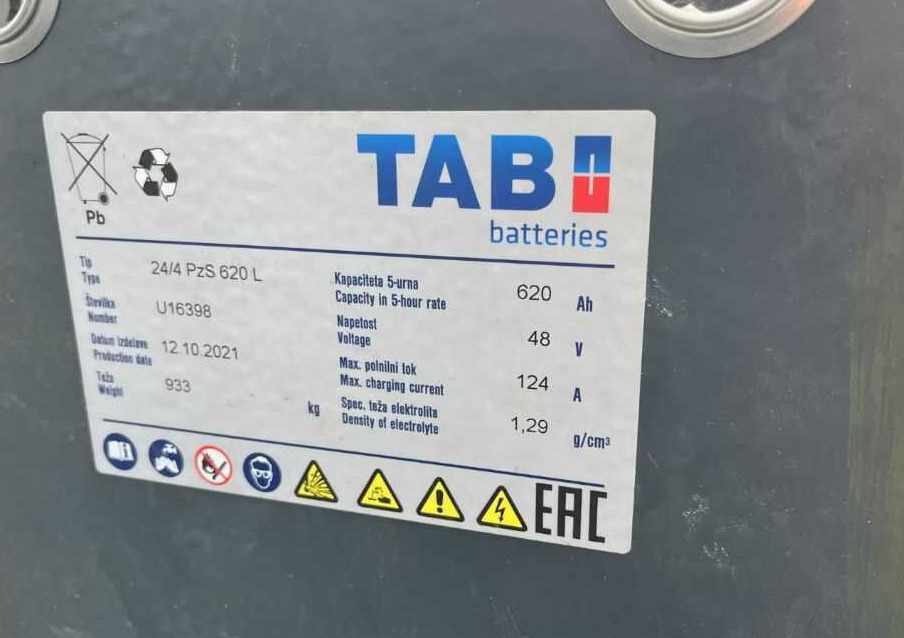 Pb
TAB
batteries
Tip
Type
24/4 PzS 620 L
Številka
Number
U16398
Datum izdelave
Production date
12.10.2021
Teža
Weight
933
kg
Kapaciteta 5-urna
Capacity in 5-hour rate
620
Ah
Napetost
Voltage
48
V
Max. polnilni tok
Max. charging current
124
A
Spec. teža elektrolita
Density of electrolyte
1,29
g/cm³
EAC